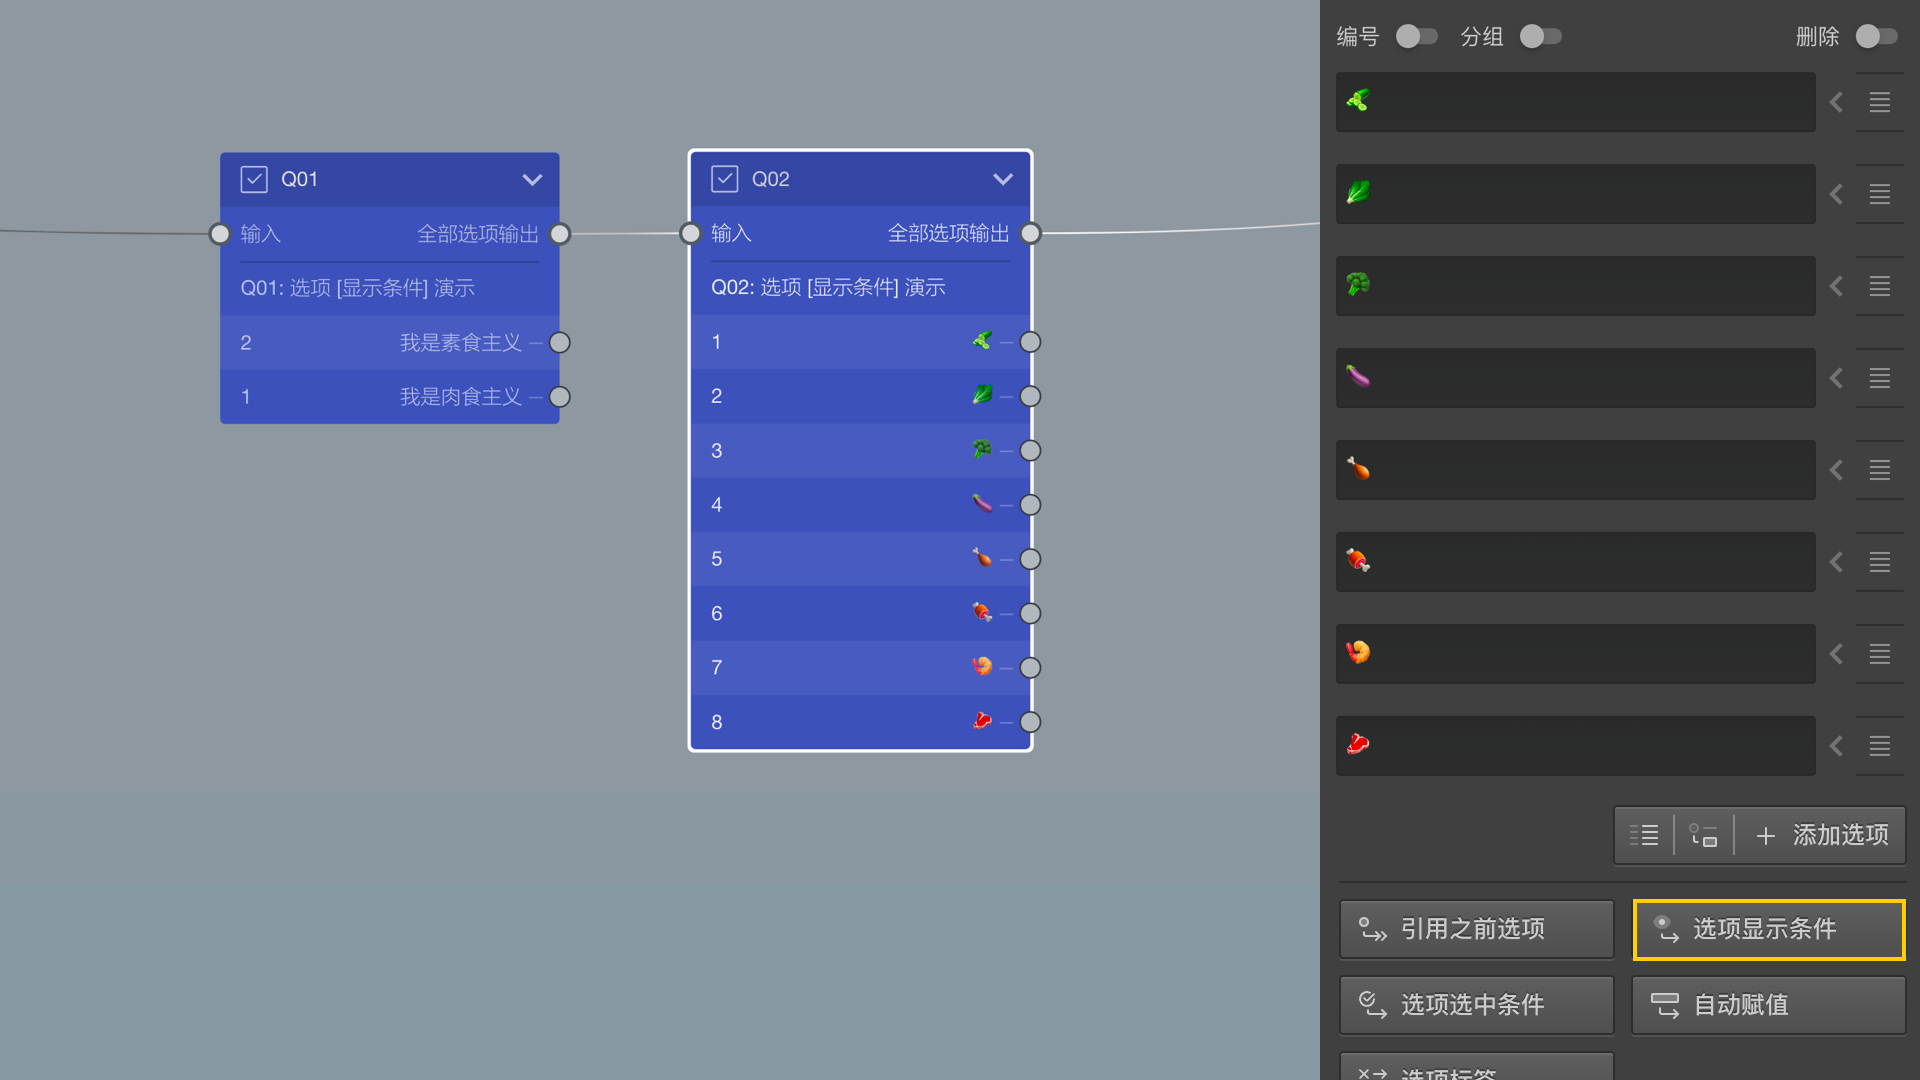 编号 分组 删除
Q01
输入 全部选项输出
Q01: 选项 [显示条件] 演示
2 我是素食主义
1 我是肉食主义
Q02
输入 全部选项输出
Q02: 选项 [显示条件] 演示
1
2
3
4
5
6
7
8
添加选项
引用之前选项
选项显示条件
选项选中条件
自动赋值
选项标签